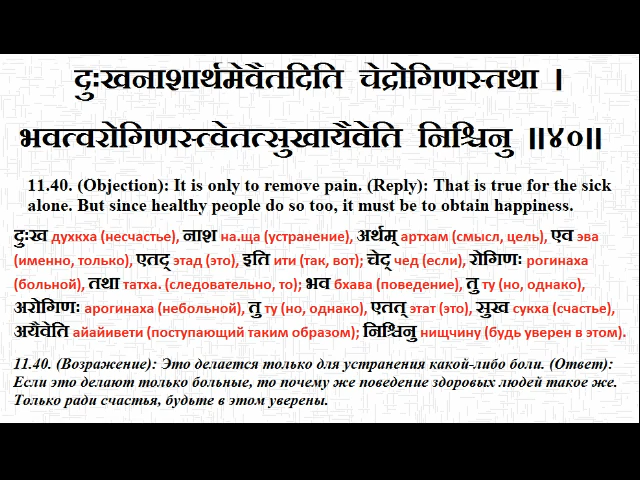 दुःखनाशार्थमेवैतदिति चेद्रोगिणस्तथा ।
भवत्वरोगिणस्त्वेतत्सुखायैवेति निश्चिनु ॥४०॥
11.40. (Objection): It is only to remove pain. (Reply): That is true for the sick
alone. But since healthy people do so too, it must be to obtain happiness.
दुःख духкха (несчастье), नाश на.ща (устранение), अर्थम् артхам (смысл, цель), एव эва
(именно, только), एतद् этад (это), इति ити (так, вот); चेद् чед (если), रोगिणः рогинаха
(больной), तथा татха. (следовательно, то); भव бхава (поведение), तु ту (но, однако),
अरोगिणः арогинаха (небольной), तु ту (но, однако), एतत् этат (это), सुख сукха (счастье),
अयैवेति айайивети (поступающий таким образом); निश्चिनु нищчину (будь уверен в этом).
11.40. (Возражение): Это делается только для устранения какой-либо боли. (Ответ):
Если это делают только больные, то почему же поведение здоровых людей такое же.
Только ради счастья, будьте в этом уверены.